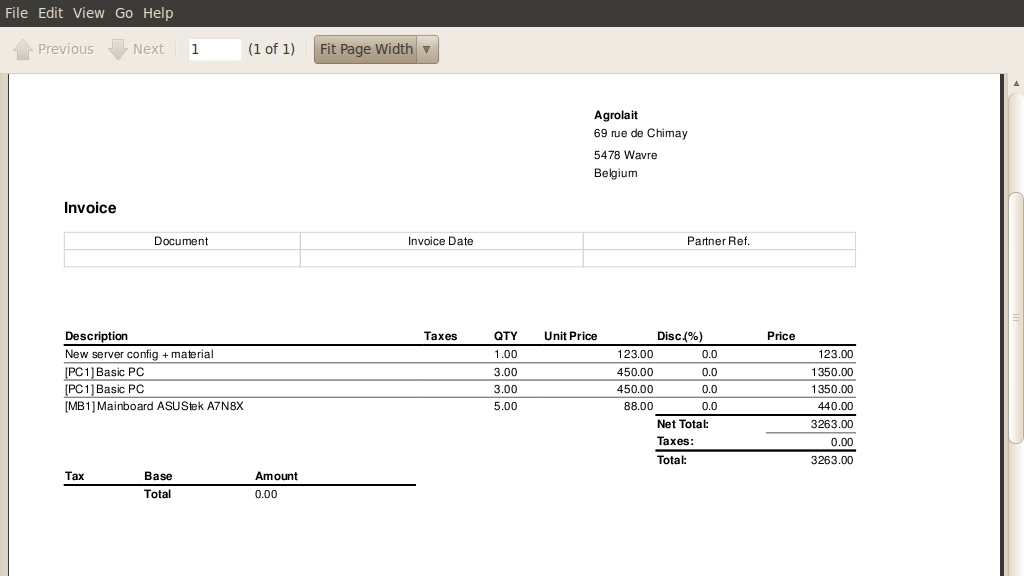 File Edit View Go Help
Previous Next 1 (1 of 1) Fit Page Width
Agrolait
69 rue de Chimay
5478 Wavre
Belgium
Invoice
Document Invoice Date Partner Ref.
Description Taxes QTY Unit Price Disc.(%) Price
New server config + material 1.00 123.00 0.0 123.00
[PC1] Basic PC 3.00 450.00 0.0 1350.00
[PC1] Basic PC 3.00 450.00 0.0 1350.00
[MB1] Mainboard ASUStek A7N8X 5.00 88.00 0.0 440.00
Net Total: 3263.00
Taxes: 0.00
Total: 3263.00
Tax Base Amount
Total 0.00